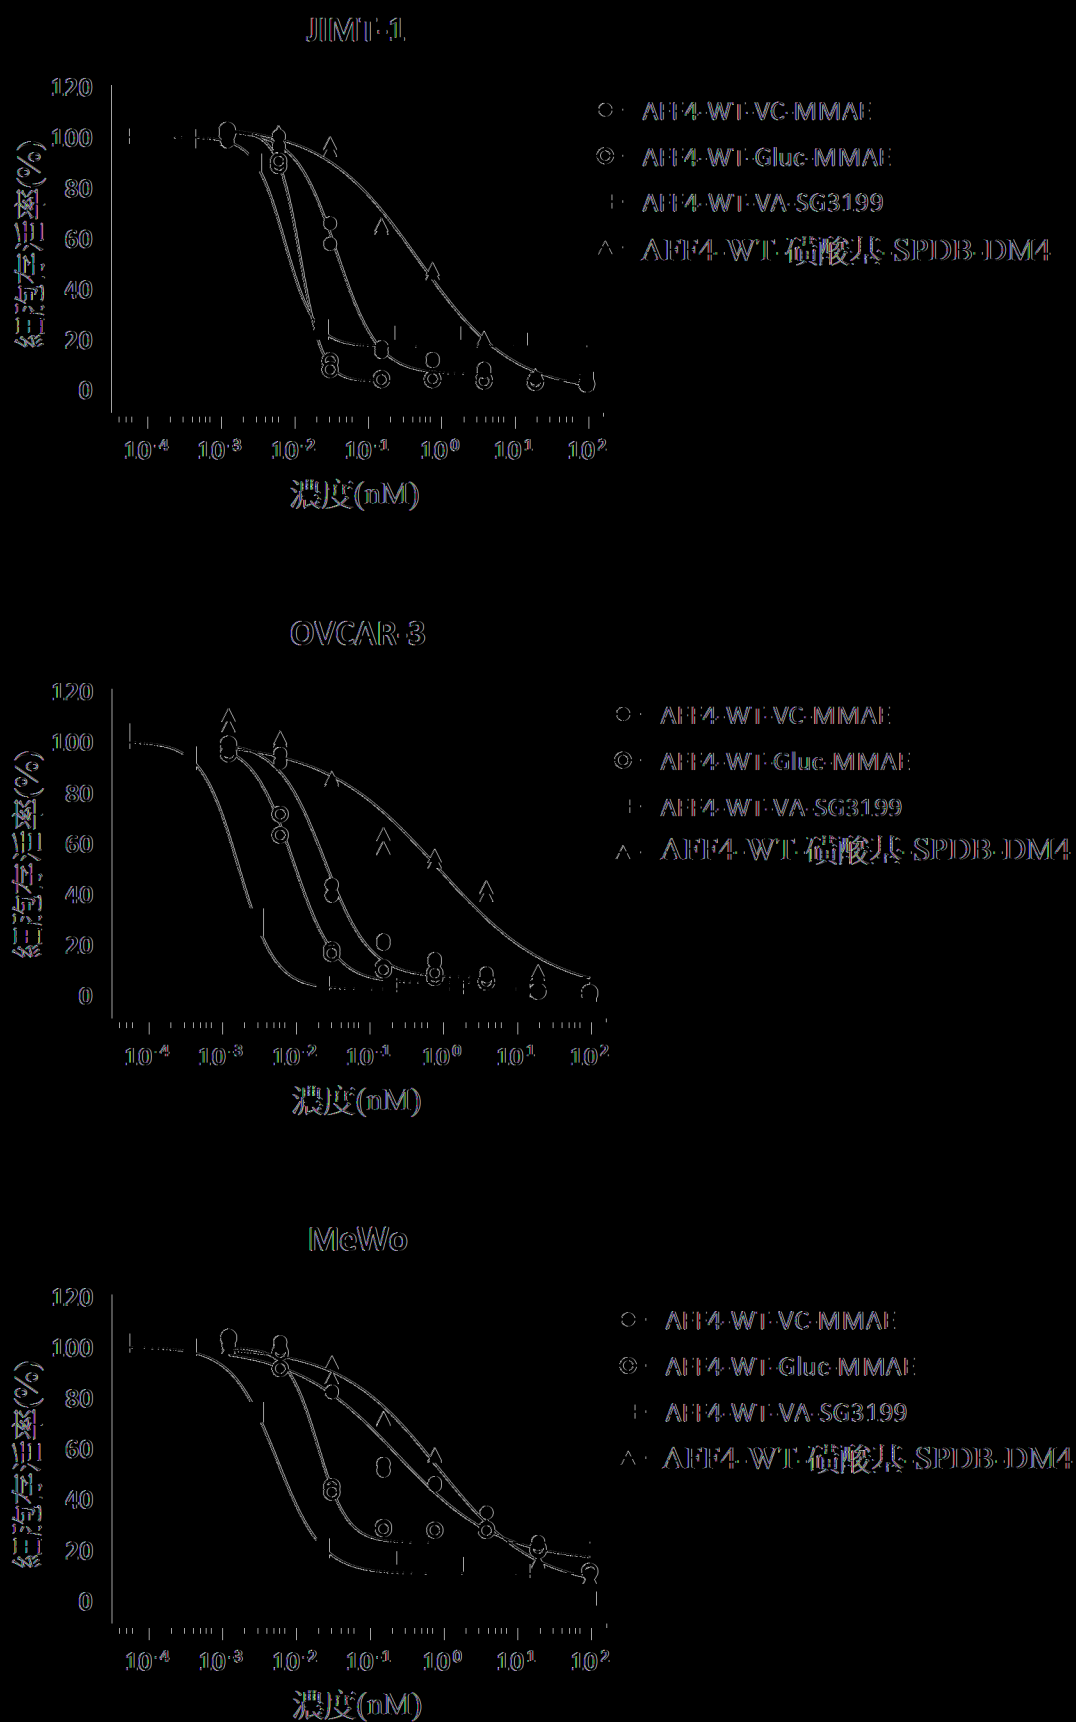 JIMT-1
120
100
80
60
40
20
0
細胞存活率(%)
10⁻⁴ 10⁻³ 10⁻² 10⁻¹ 10⁰ 10¹ 10²
濃度(nM)
AFF4-WT-VC-MMAE
AFF4-WT-Gluc-MMAE
AFF4-WT-VA-SG3199
AFF4-WT-磺酸基-SPDB-DM4
OVCAR-3
120
100
80
60
40
20
0
細胞存活率(%)
10⁻⁴ 10⁻³ 10⁻² 10⁻¹ 10⁰ 10¹ 10²
濃度(nM)
AFF4-WT-VC-MMAE
AFF4-WT-Gluc-MMAE
AFF4-WT-VA-SG3199
AFF4-WT-磺酸基-SPDB-DM4
MeWo
120
100
80
60
40
20
0
細胞存活率(%)
10⁻⁴ 10⁻³ 10⁻² 10⁻¹ 10⁰ 10¹ 10²
濃度(nM)
AFF4-WT-VC-MMAE
AFF4-WT-Gluc-MMAE
AFF4-WT-VA-SG3199
AFF4-WT-磺酸基-SPDB-DM4